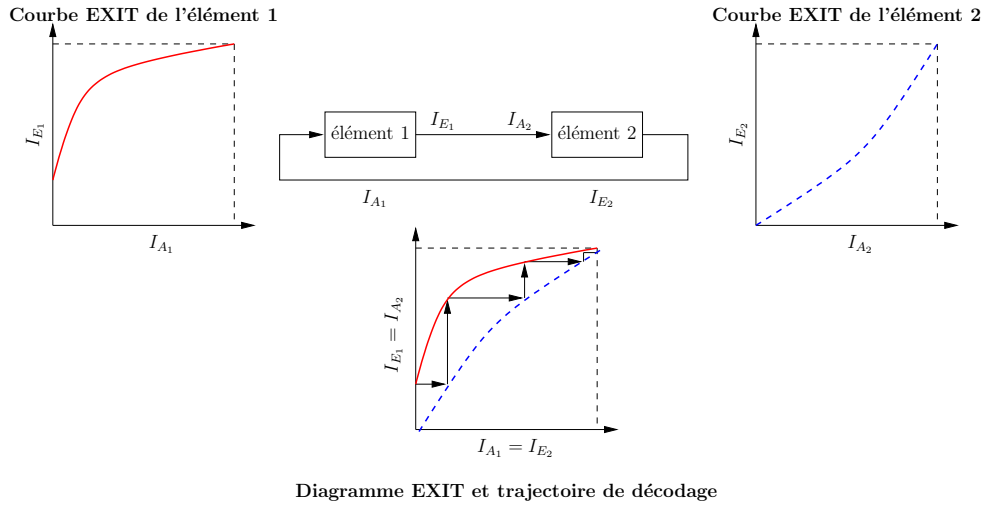 Courbe EXIT de l'élément 1
Courbe EXIT de l'élément 2
I_{E_1}
I_{A_1}
élément 1
I_{E_1}
I_{A_2}
élément 2
I_{A_1}
I_{E_2}
I_{E_2}
I_{A_2}
I_{E_1} = I_{A_2}
I_{A_1} = I_{E_2}
Diagramme EXIT et trajectoire de décodage